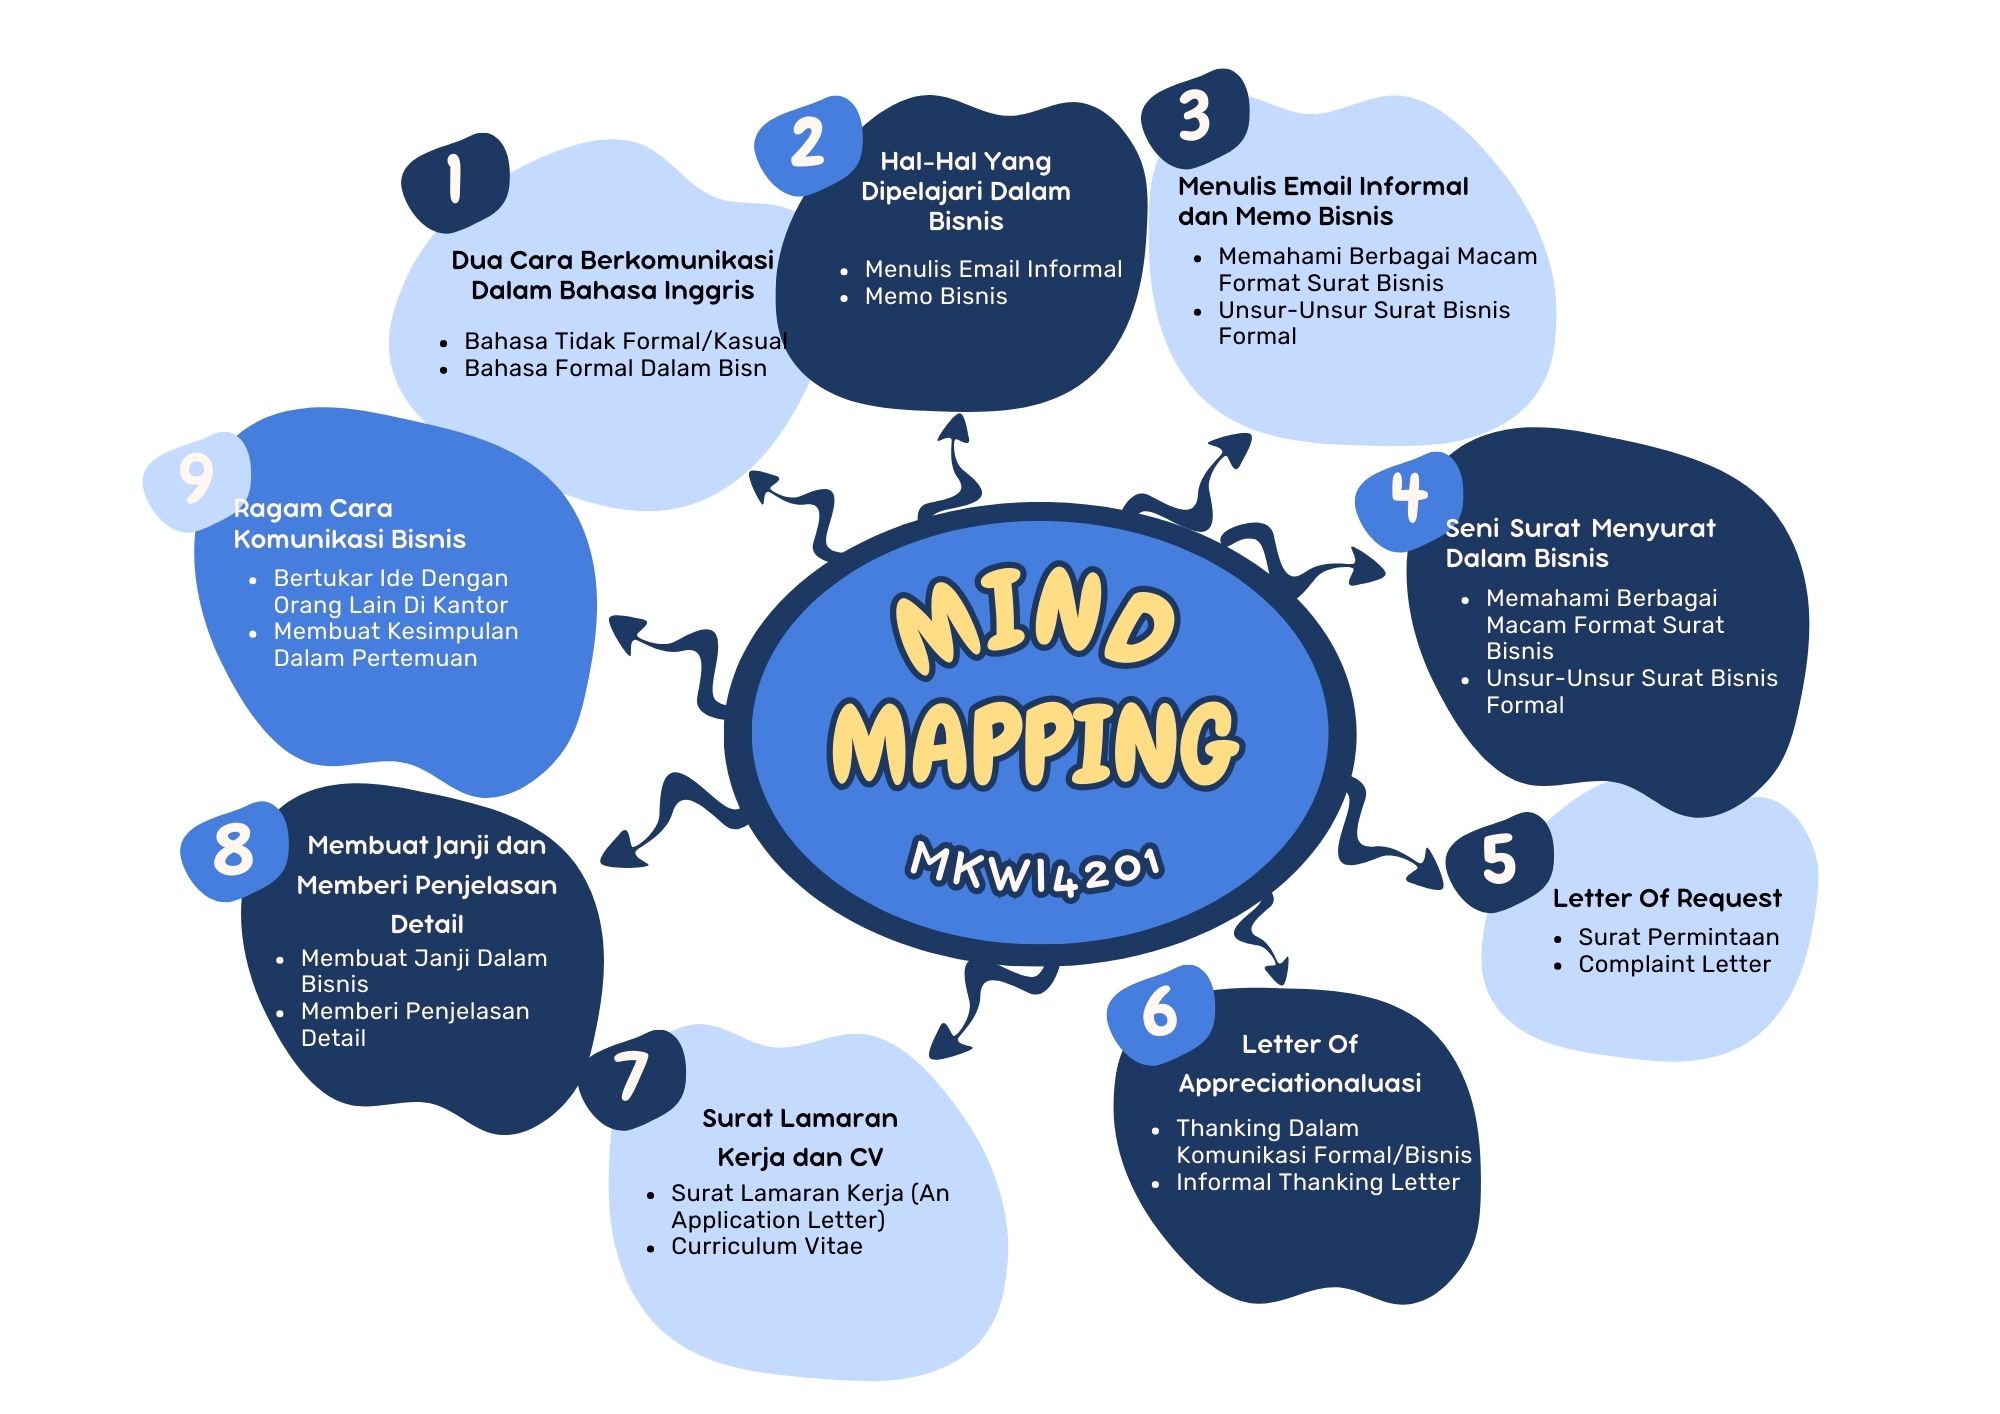 1
Dua Cara Berkomunikasi
Dalam Bahasa Inggris
• Bahasa Tidak Formal/Kasual
• Bahasa Formal Dalam Bisn
2
Hal-Hal Yang
Dipelajari Dalam
Bisnis
• Menulis Email Informal
• Memo Bisnis
3
Menulis Email Informal
dan Memo Bisnis
• Memahami Berbagai Macam
Format Surat Bisnis
• Unsur-Unsur Surat Bisnis
Formal
4
Seni Surat Menyurat
Dalam Bisnis
• Memahami Berbagai
Macam Format Surat
Bisnis
• Unsur-Unsur Surat Bisnis
Formal
5
Letter Of Request
• Surat Permintaan
• Complaint Letter
6
Letter Of
Appreciationaluasi
• Thanking Dalam
Komunikasi Formal/Bisnis
• Informal Thanking Letter
7
Surat Lamaran
Kerja dan CV
• Surat Lamaran Kerja (An
Application Letter)
• Curriculum Vitae
8
Membuat Janji dan
Memberi Penjelasan
Detail
• Membuat Janji Dalam
Bisnis
• Memberi Penjelasan
Detail
9
Ragam Cara
Komunikasi Bisnis
• Bertukar Ide Dengan
Orang Lain Di Kantor
• Membuat Kesimpulan
Dalam Pertemuan
MIND
MAPPING
MKWI4201